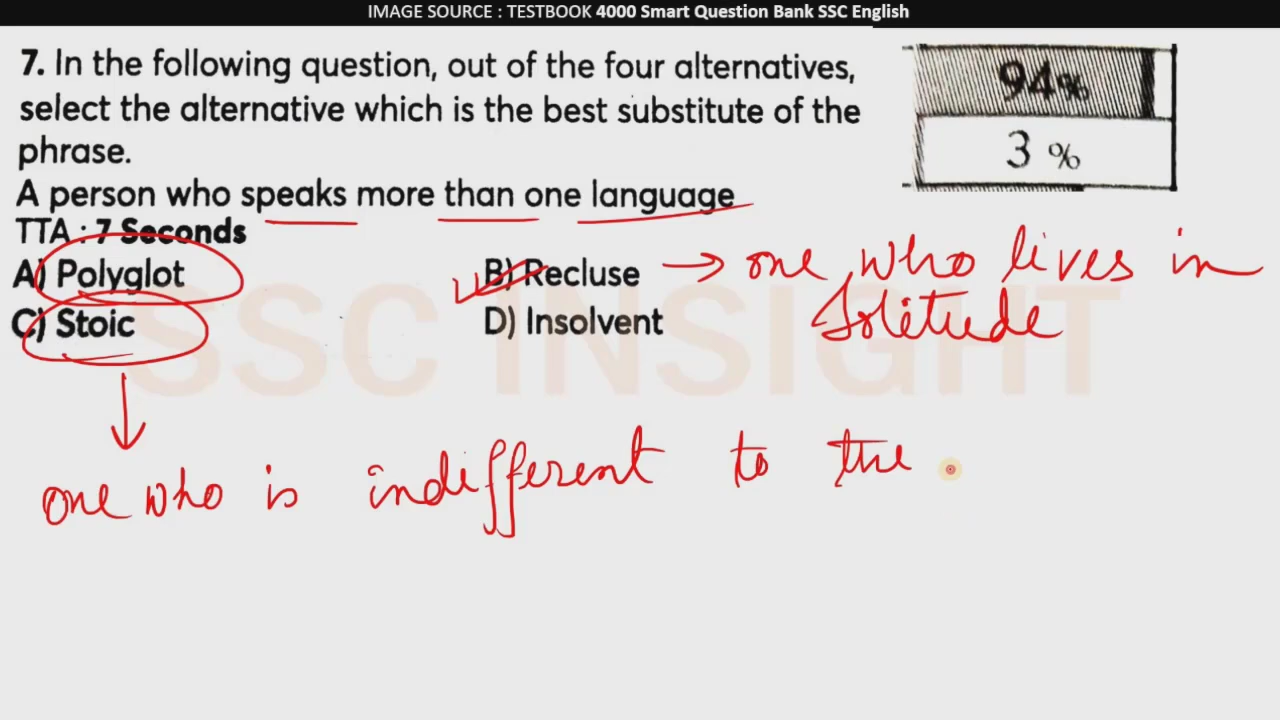 IMAGE SOURCE : TESTBOOK 4000 Smart Question Bank SSC English
7. In the following question, out of the four alternatives,
select the alternative which is the best substitute of the
phrase.
A person who speaks more than one language
TTA : 7 Seconds
A) Polyglot B) Recluse → one who lives in
solitude
C) Stoic D) Insolvent
94%
3 %
SSC INSIGHT
one who is indifferent to the